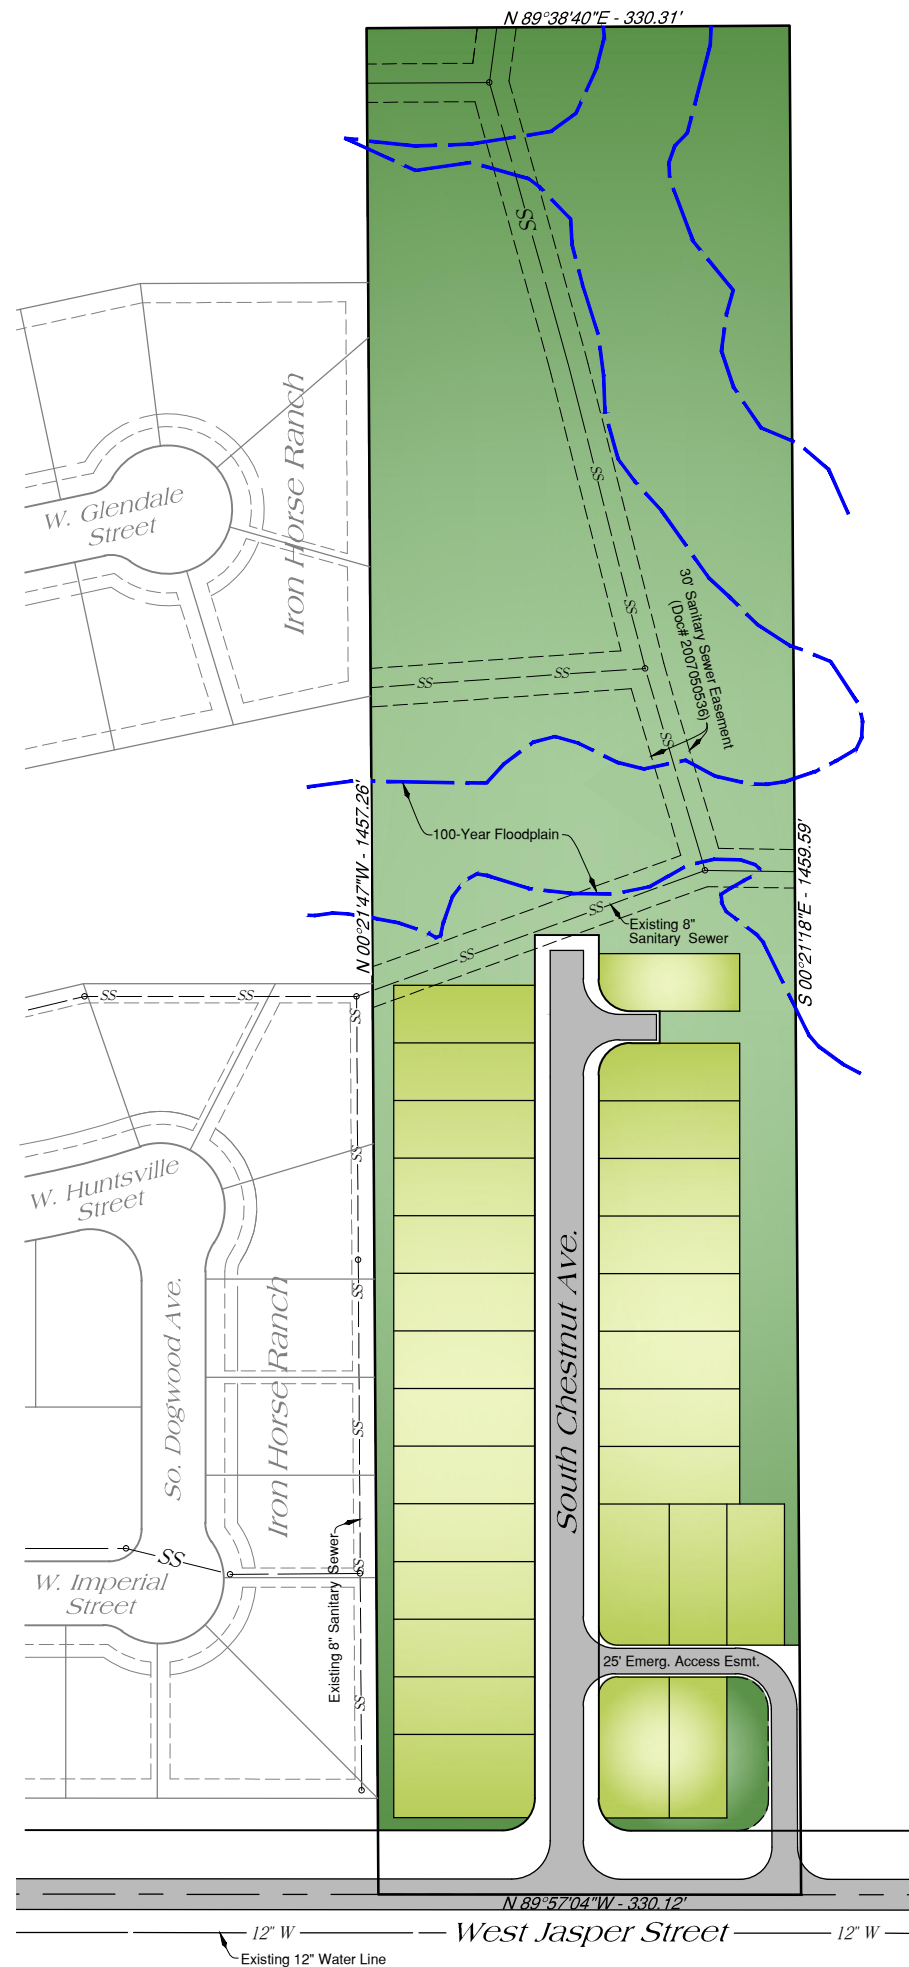 N 89°38'40"E - 330.31'
SS
Iron Horse Ranch
W. Glendale
Street
SS
SS
30' Sanitary Sewer Easement
(Doc# 2007050536)
SS
SS
SS
N 00°21'47"W - 1457.26'
100-Year Floodplain
S 00°21'18"E - 1459.59'
SS
Existing 8"
Sanitary Sewer
SS
SS
SS
SS
SS
W. Huntsville
Street
SS
So. Dogwood Ave.
Iron Horse Ranch
South Chestnut Ave.
SS
SS
SS
Existing 8" Sanitary Sewer
W. Imperial
Street
25' Emerg. Access Esmt.
SS
N 89°57'04"W - 330.12'
12" W
West Jasper Street
12" W
Existing 12" Water Line